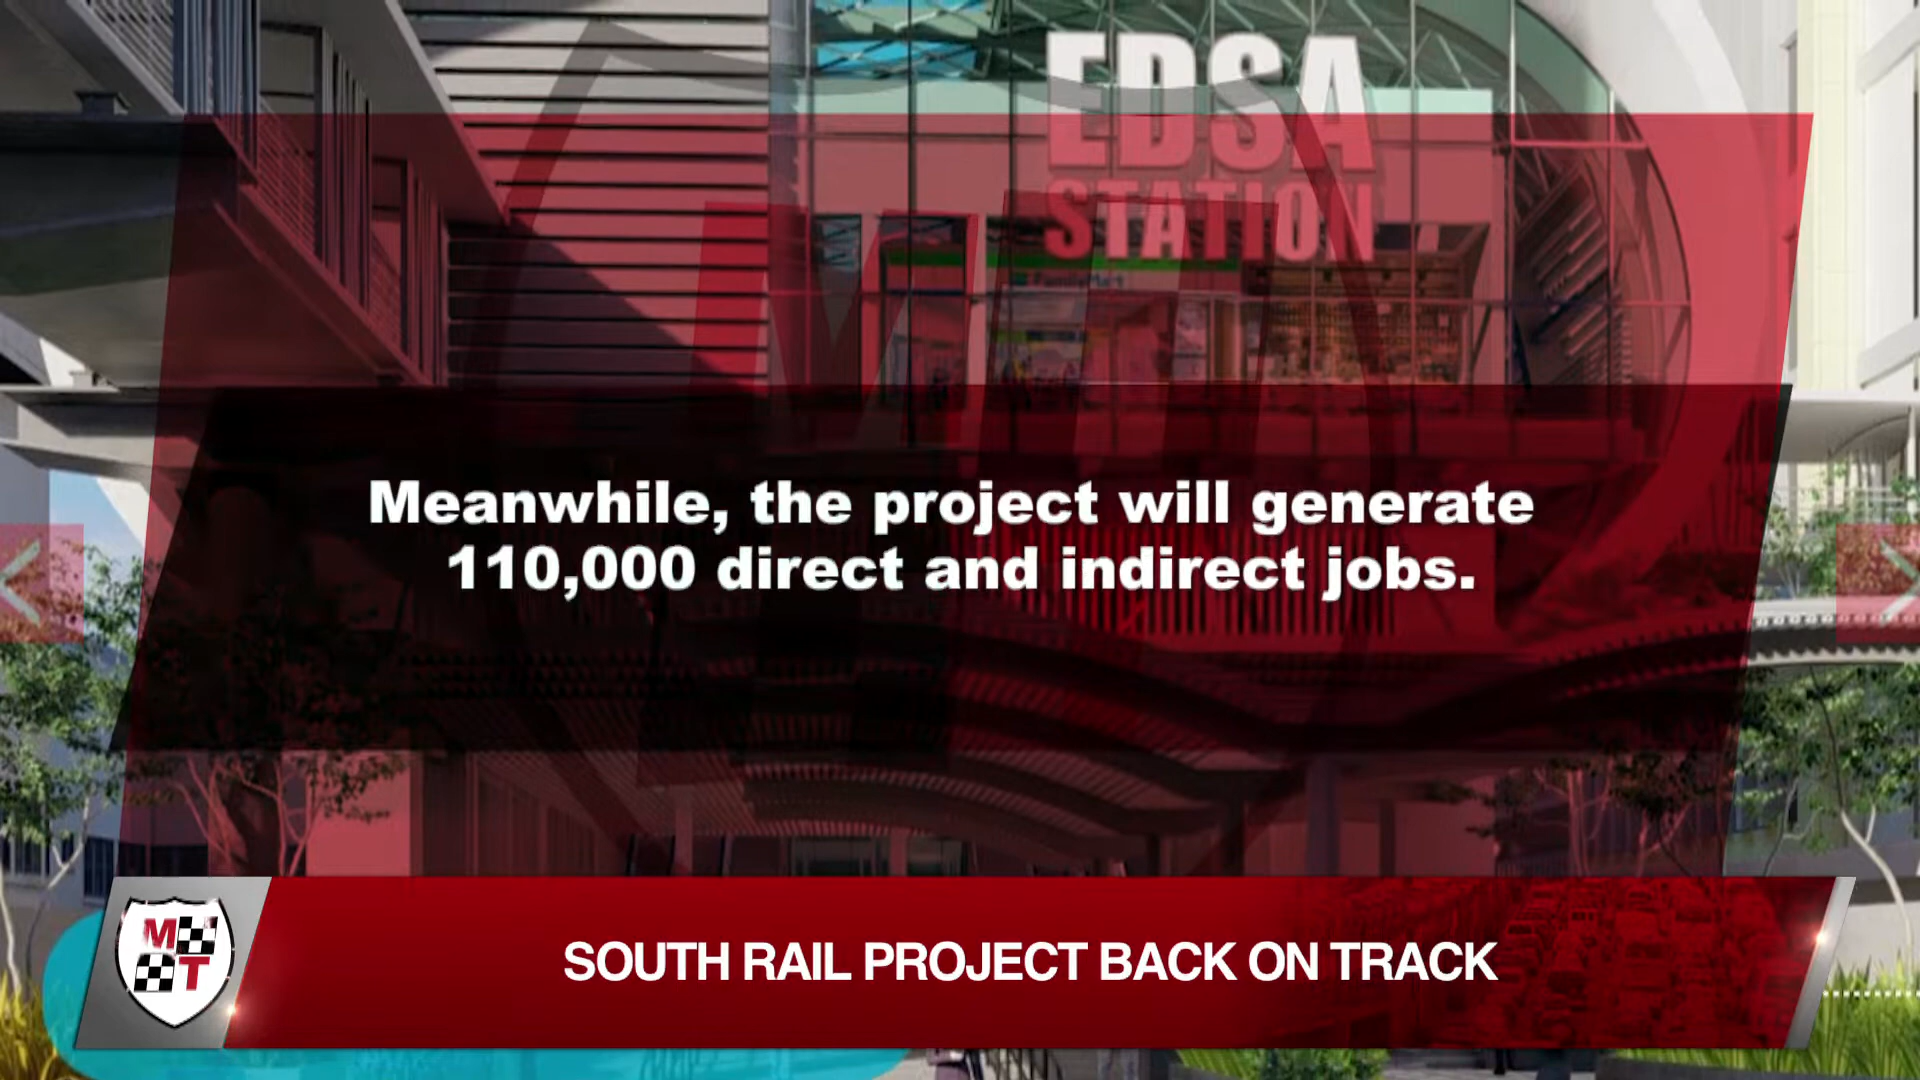 EDSA
STATION
FamilyMart
Meanwhile, the project will generate
110,000 direct and indirect jobs.
M
T
SOUTH RAIL PROJECT BACK ON TRACK